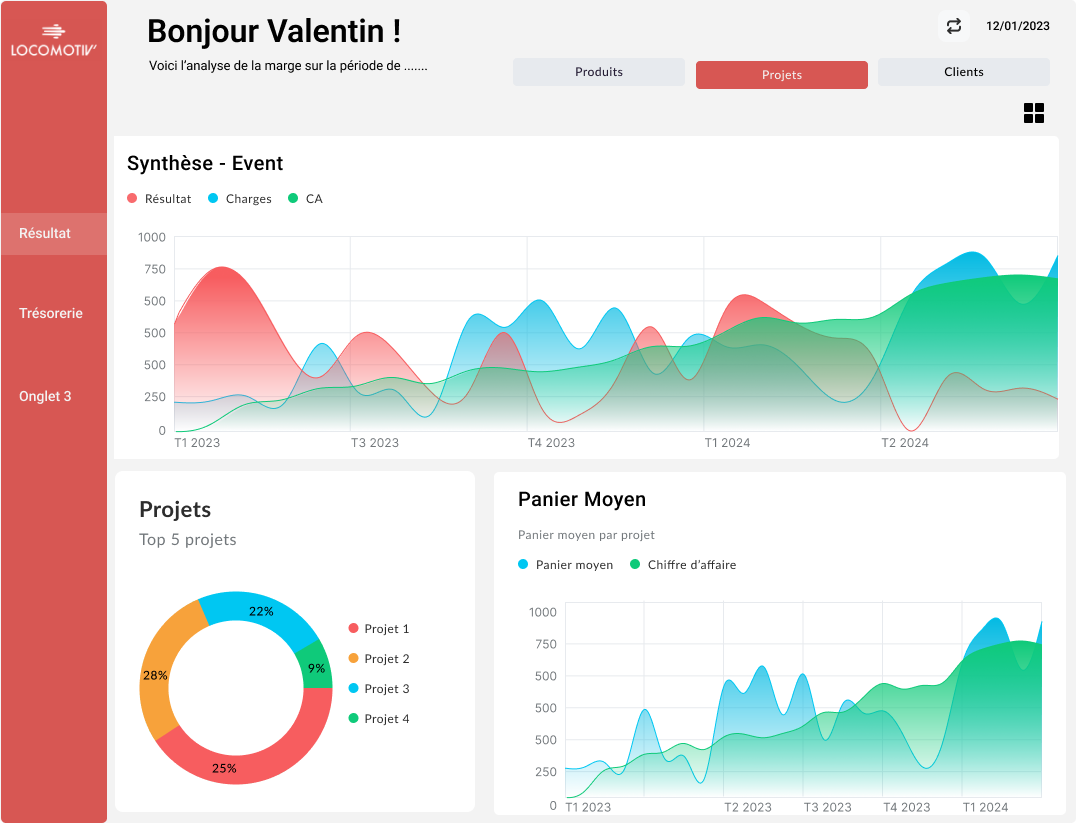 LOCOMOTIV'
Bonjour Valentin !
12/01/2023
Voici l'analyse de la marge sur la période de .......
Produits
Projets
Clients
Résultat
Trésorerie
Onglet 3
Synthèse - Event
Résultat
Charges
CA
1000
750
500
500
500
250
0
T1 2023
T3 2023
T4 2023
T1 2024
T2 2024
Projets
Top 5 projets
22%
9%
28%
25%
Projet 1
Projet 2
Projet 3
Projet 4
Panier Moyen
Panier moyen par projet
Panier moyen
Chiffre d'affaire
1000
750
500
500
500
250
0
T1 2023
T2 2023
T3 2023
T4 2023
T1 2024